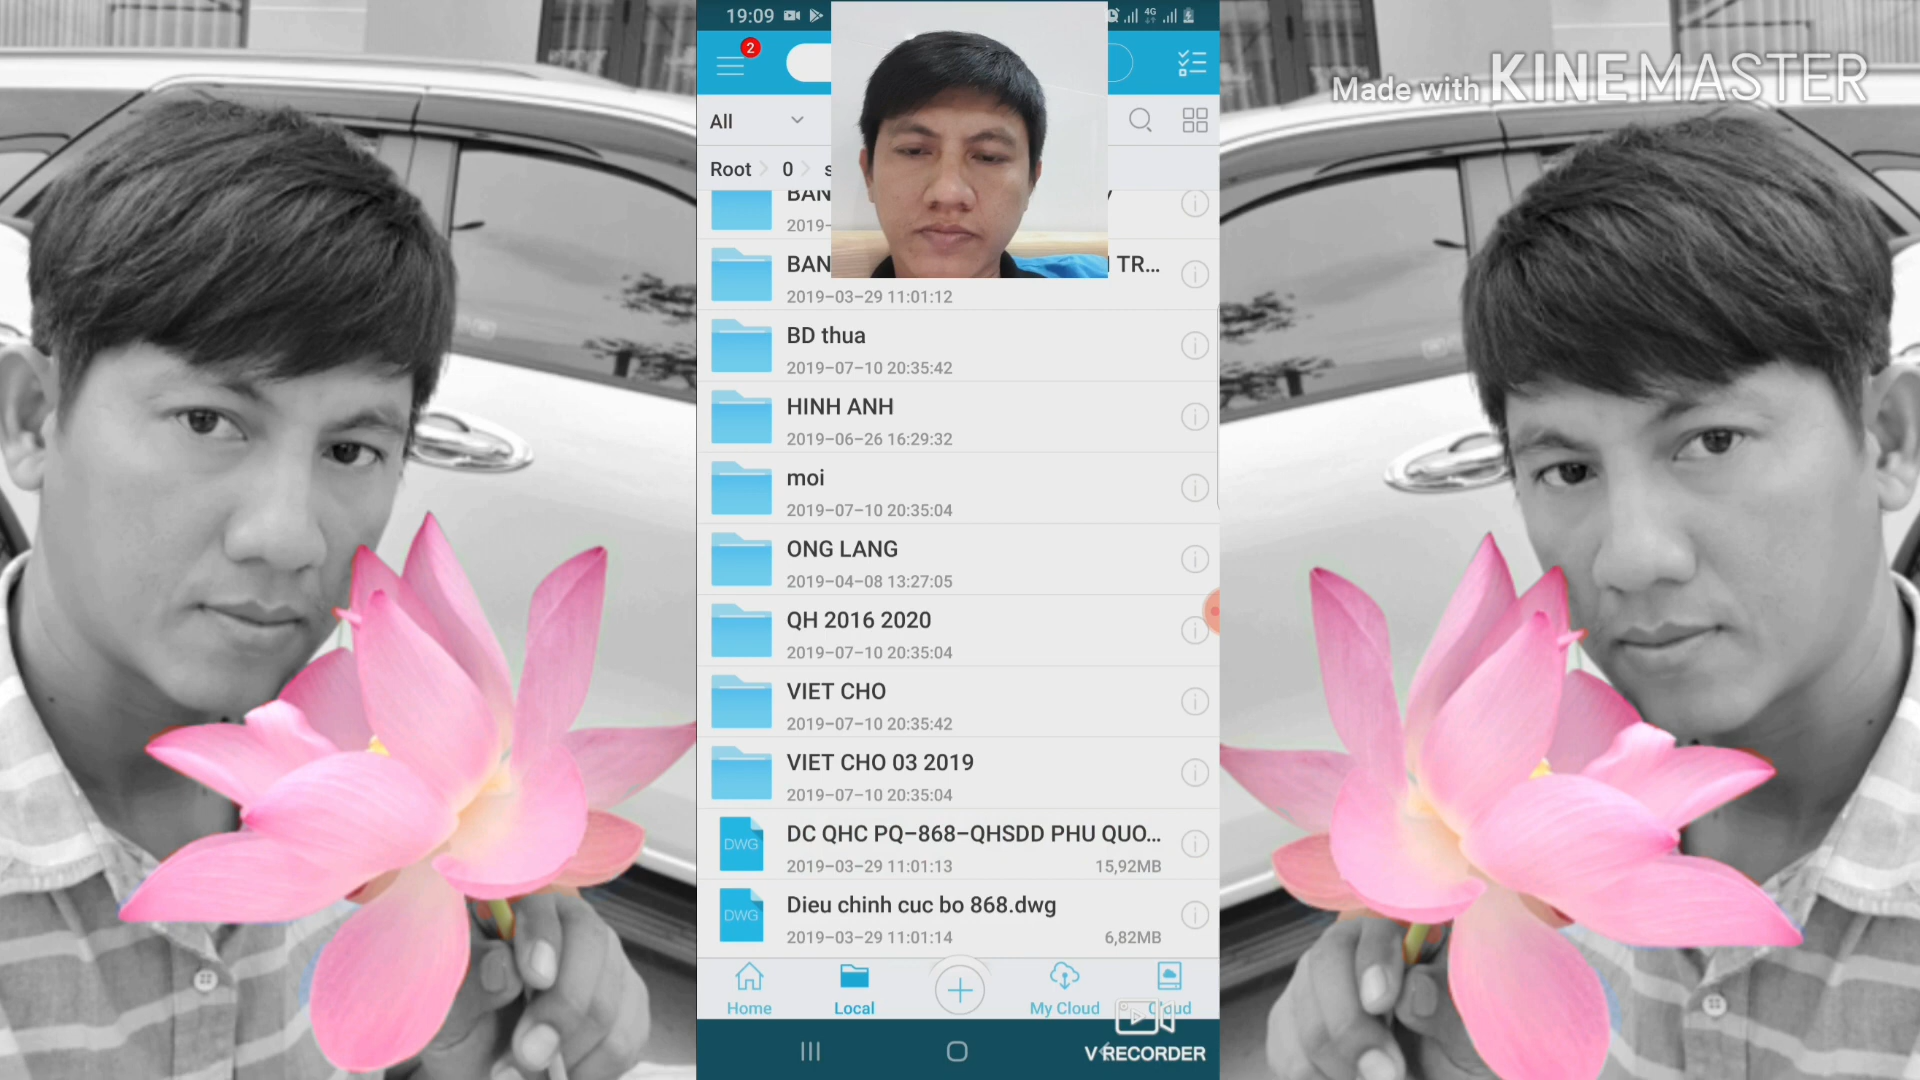 19:09
4G
2
Made with KINEMASTER
All
Root 0
BAN
2019-
BAN TR...
2019-03-29 11:01:12
BD thua
2019-07-10 20:35:42
HINH ANH
2019-06-26 16:29:32
moi
2019-07-10 20:35:04
ONG LANG
2019-04-08 13:27:05
QH 2016 2020
2019-07-10 20:35:04
VIET CHO
2019-07-10 20:35:42
VIET CHO 03 2019
2019-07-10 20:35:04
DWG
DC QHC PQ-868-QHSDD PHU QUO...
2019-03-29 11:01:13 15,92MB
DWG
Dieu chinh cuc bo 868.dwg
2019-03-29 11:01:14 6,82MB
Home Local My Cloud Cloud
V RECORDER